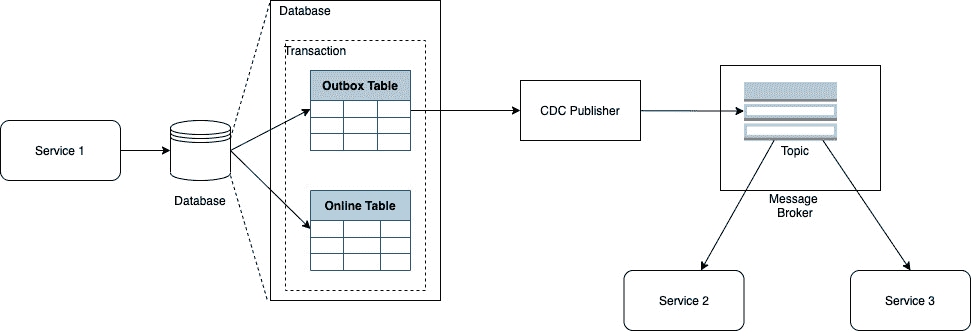 Database
Transaction
Outbox Table
CDC Publisher
Service 1
Topic
Database
Online Table
Message
Broker
Service 2
Service 3